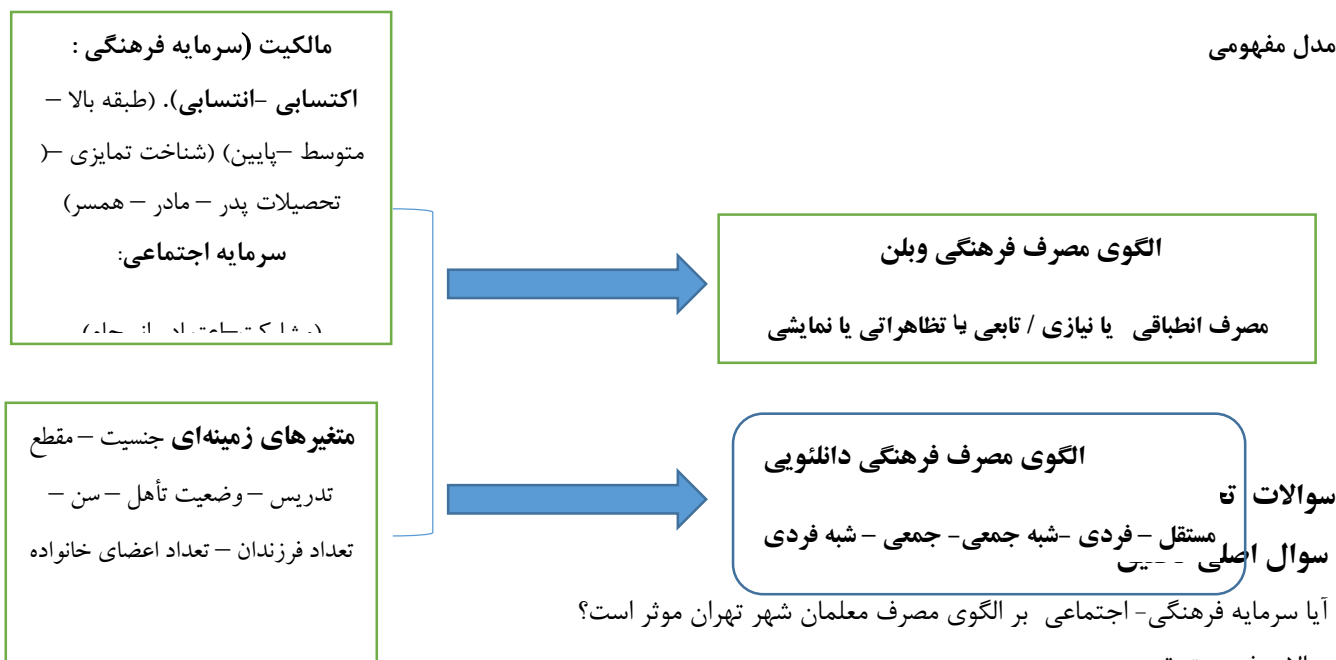 مدل مفهومی
مالکیت (سرمایه فرهنگی :
اکتسابی -انتسابی). (طبقه بالا –
متوسط –پایین) (شناخت تمایزی –(
تحصیلات پدر – مادر – همسر)
سرمایه اجتماعی:
الگوی مصرف فرهنگی وبلن
مصرف انطباقی یا نیازی / تابعی یا تظاهراتی یا نمایشی
متغیرهای زمینه‌ای جنسیت – مقطع
تدریس – وضعیت تأهل – سن –
تعداد فرزندان – تعداد اعضای خانواده
الگوی مصرف فرهنگی دانلئویی
مستقل – فردی -شبه جمعی- جمعی – شبه فردی
سوالات
سوال اصلی
آیا سرمایه فرهنگی- اجتماعی بر الگوی مصرف معلمان شهر تهران موثر است؟